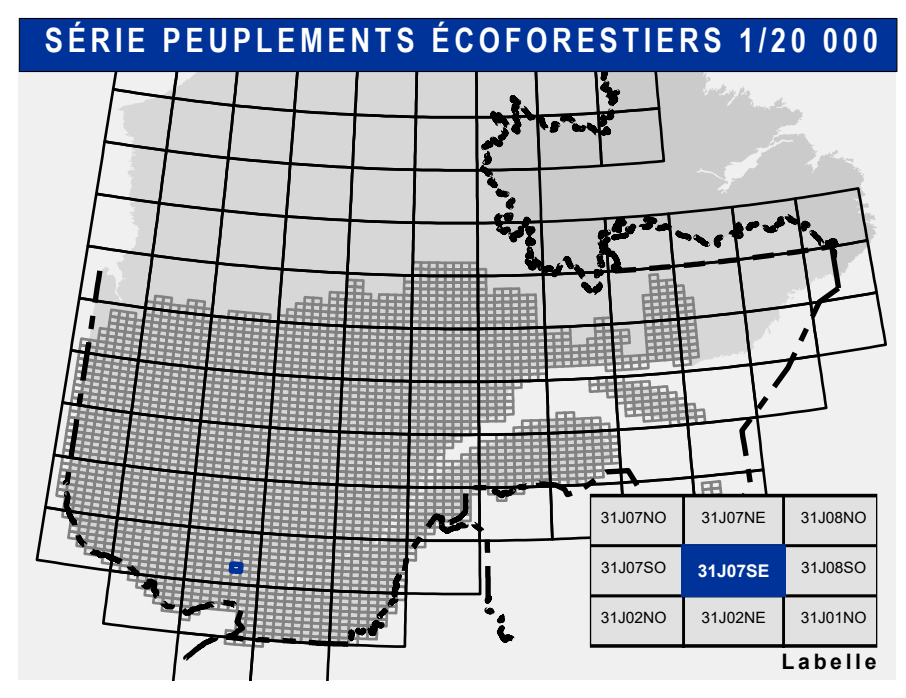 SÉRIE PEUPLEMENTS ÉCOFORESTIERS 1/20 000
31J07NO 31J07NE 31J08NO
31J07SO 31J07SE 31J08SO
31J02NO 31J02NE 31J01NO
Labelle